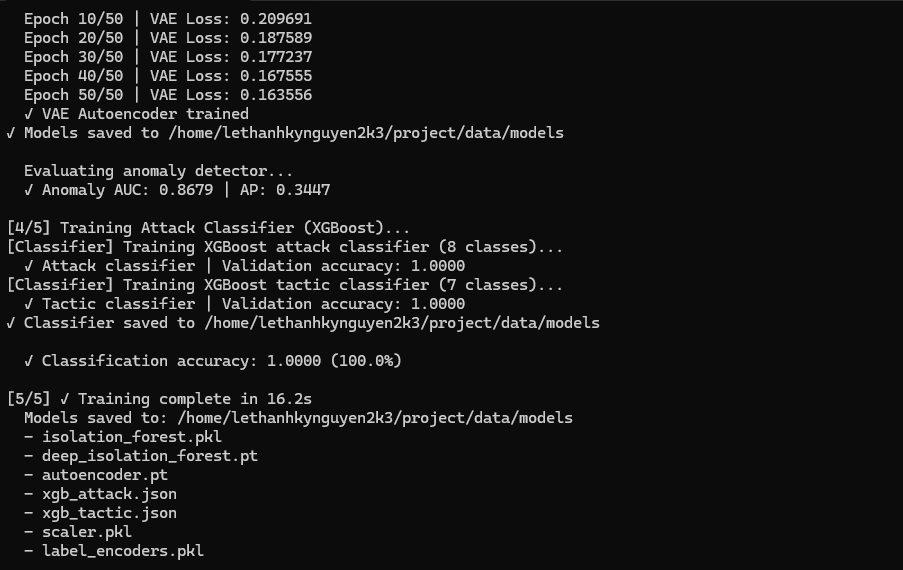 Epoch 10/50 | VAE Loss: 0.209691
Epoch 20/50 | VAE Loss: 0.187589
Epoch 30/50 | VAE Loss: 0.177237
Epoch 40/50 | VAE Loss: 0.167555
Epoch 50/50 | VAE Loss: 0.163556
✓ VAE Autoencoder trained
✓ Models saved to /home/lethanhkynguyen2k3/project/data/models
Evaluating anomaly detector...
✓ Anomaly AUC: 0.8679 | AP: 0.3447
[4/5] Training Attack Classifier (XGBoost)...
[Classifier] Training XGBoost attack classifier (8 classes)...
✓ Attack classifier | Validation accuracy: 1.0000
[Classifier] Training XGBoost tactic classifier (7 classes)...
✓ Tactic classifier | Validation accuracy: 1.0000
✓ Classifier saved to /home/lethanhkynguyen2k3/project/data/models
✓ Classification accuracy: 1.0000 (100.0%)
[5/5] ✓ Training complete in 16.2s
Models saved to: /home/lethanhkynguyen2k3/project/data/models
- isolation_forest.pkl
- deep_isolation_forest.pt
- autoencoder.pt
- xgb_attack.json
- xgb_tactic.json
- scaler.pkl
- label_encoders.pkl